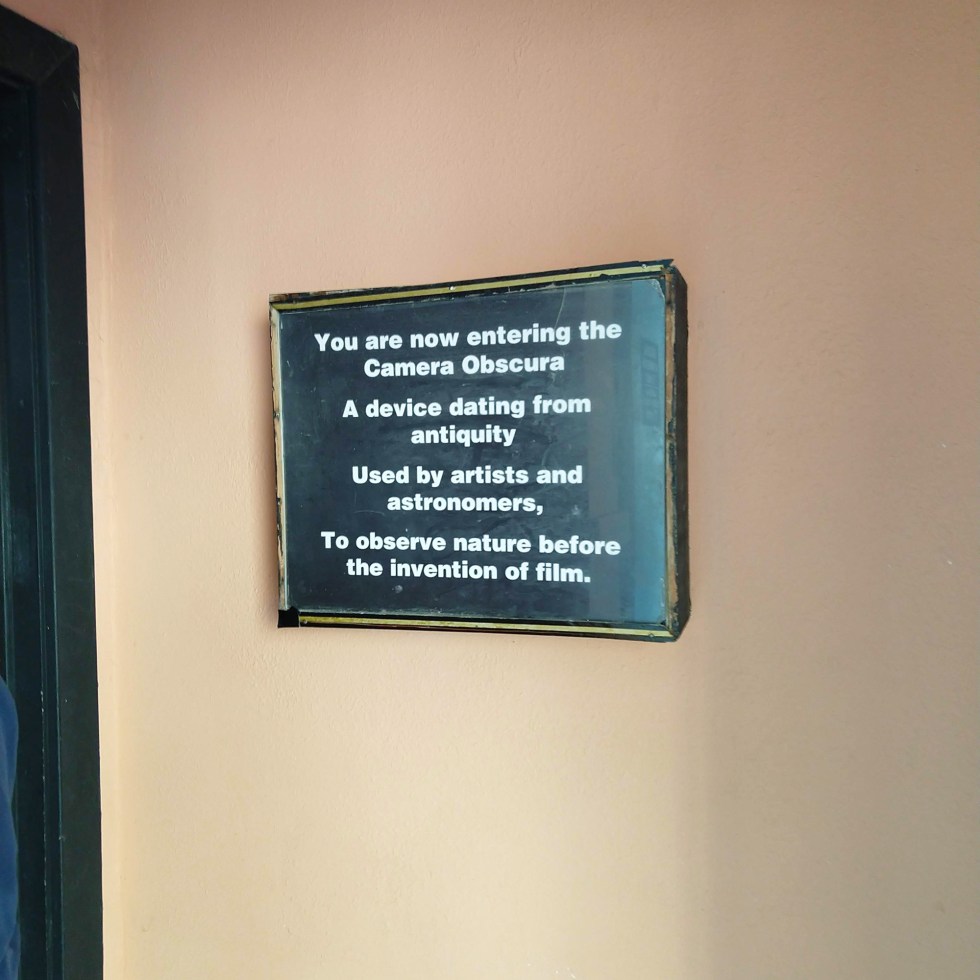 You are now entering the
Camera Obscura
A device dating from
antiquity
Used by artists and
astronomers,
To observe nature before
the invention of film.